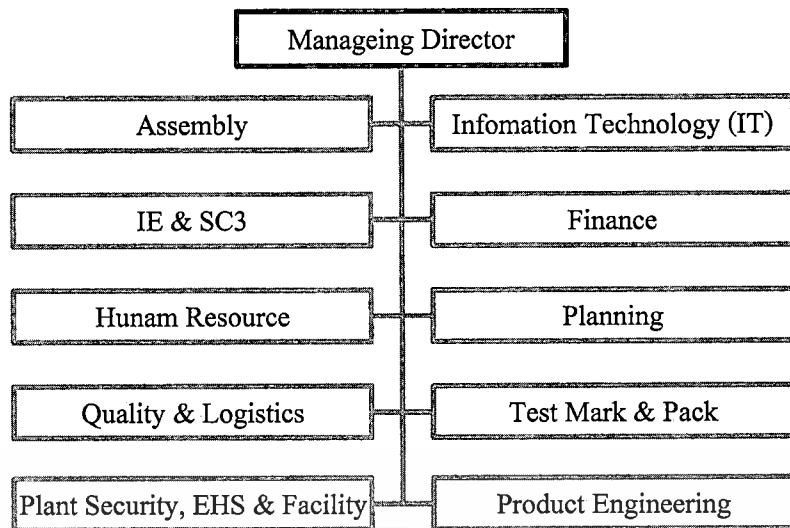 Manageing Director
Assembly
Infomation Technology (IT)
IE & SC3
Finance
Hunam Resource
Planning
Quality & Logistics
Test Mark & Pack
Plant Security, EHS & Facility
Product Engineering